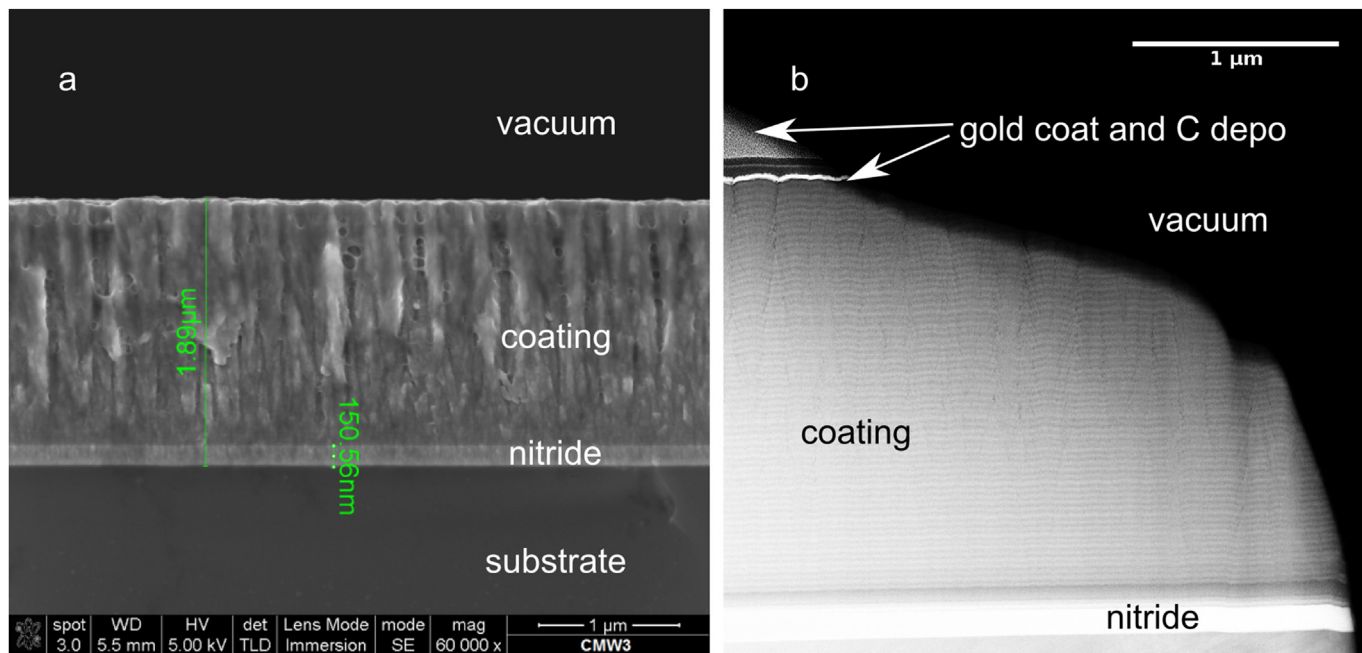 a
vacuum
1.89µm
coating
150.56nm
nitride
substrate
spot WD HV det Lens Mode mode mag 1 µm
3.0 5.5 mm 5.00 kV TLD Immersion SE 60 000 x CMW3
1 µm
b
gold coat and C depo
vacuum
coating
nitride